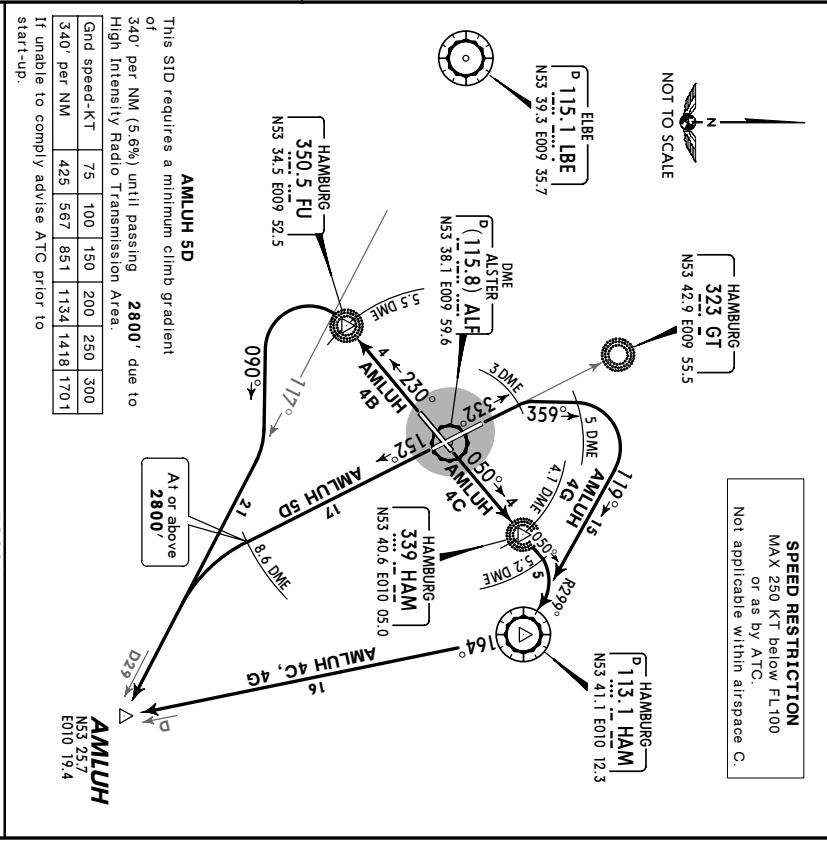 N
NOT TO SCALE
SPEED RESTRICTION
MAX 250 KT below FL100
or as by ATC.
Not applicable within airspace C.
ELBE
D 115.1 LBE
N53 39.3 E009 35.7
HAMBURG
323 GT
N53 42.9 E009 55.5
DME
ALSTER
D (115.8) ALF
N53 38.1 E009 59.6
HAMBURG
350.5 FU
N53 34.5 E009 52.5
HAMBURG
339 HAM
N53 40.6 E010 05.0
HAMBURG
D 113.1 HAM
N53 41.1 E010 12.3
3 DME
359°
5 DME
119°
15
AMLUH
4G
R299°
332°
050°
4
AMLUH
4C
4.1 DME
050°
5.2 DME
5
5.5 DME
4
230°
AMLUH
4B
152°
AMLUH 5D
17
117°
090°
21
8.6 DME
At or above
2800'
164°
AMLUH 4C, 4G
16
D29
D
AMLUH
N53 25.7
E010 19.4
AMLUH 5D
This SID requires a minimum climb gradient
of
340' per NM (5.6%) until passing 2800' due to
High Intensity Radio Transmission Area.
Gnd speed-KT 75 100 150 200 250 300
340' per NM 425 567 851 1134 1418 1701
If unable to comply advise ATC prior to
start-up.